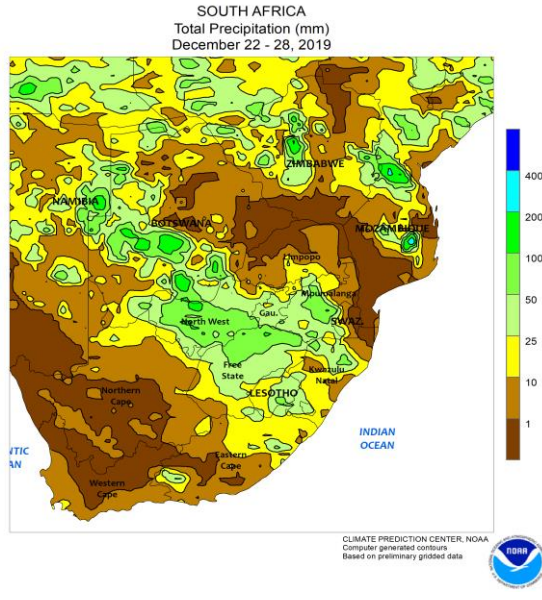 SOUTH AFRICA
Total Precipitation (mm)
December 22 - 28, 2019
ZIMBABWE
NAMIBIA
BOTSWANA
MOZAMBIQUE
Limpopo
Mpumalanga
North West
Gau.
SWAZ.
Free
State
Kwazulu
Natal
Northern
Cape
LESOTHO
INDIAN
OCEAN
NTIC
AN
Eastern
Cape
Western
Cape
400
200
100
50
25
10
1
CLIMATE PREDICTION CENTER, NOAA
Computer generated contours
Based on preliminary gridded data
NOAA